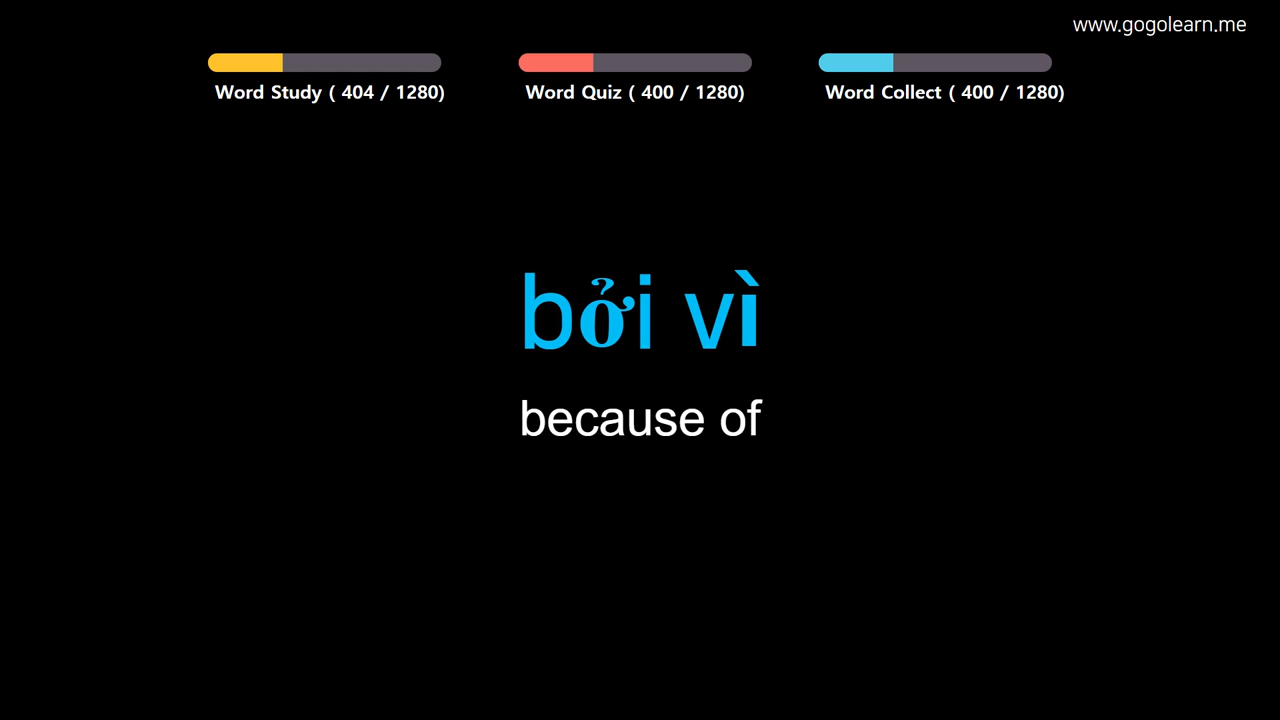 www.gogolearn.me
Word Study ( 404 / 1280)
Word Quiz ( 400 / 1280)
Word Collect ( 400 / 1280)
bởi vì
because of